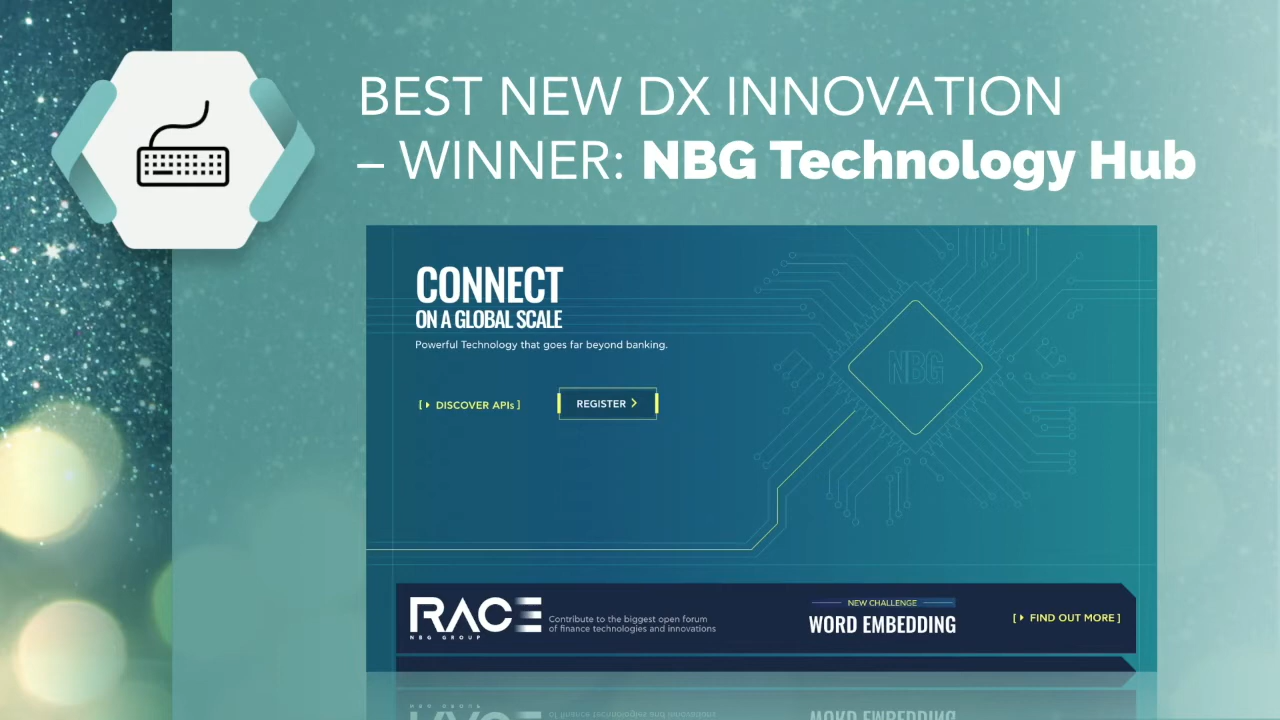 BEST NEW DX INNOVATION
– WINNER: NBG Technology Hub
CONNECT
ON A GLOBAL SCALE
Powerful Technology that goes far beyond banking.
[ DISCOVER APIs ]
REGISTER >
NBG
RACE
NBG GROUP
Contribute to the biggest open forum
of finance technologies and innovations
NEW CHALLENGE
WORD EMBEDDING
[ FIND OUT MORE ]